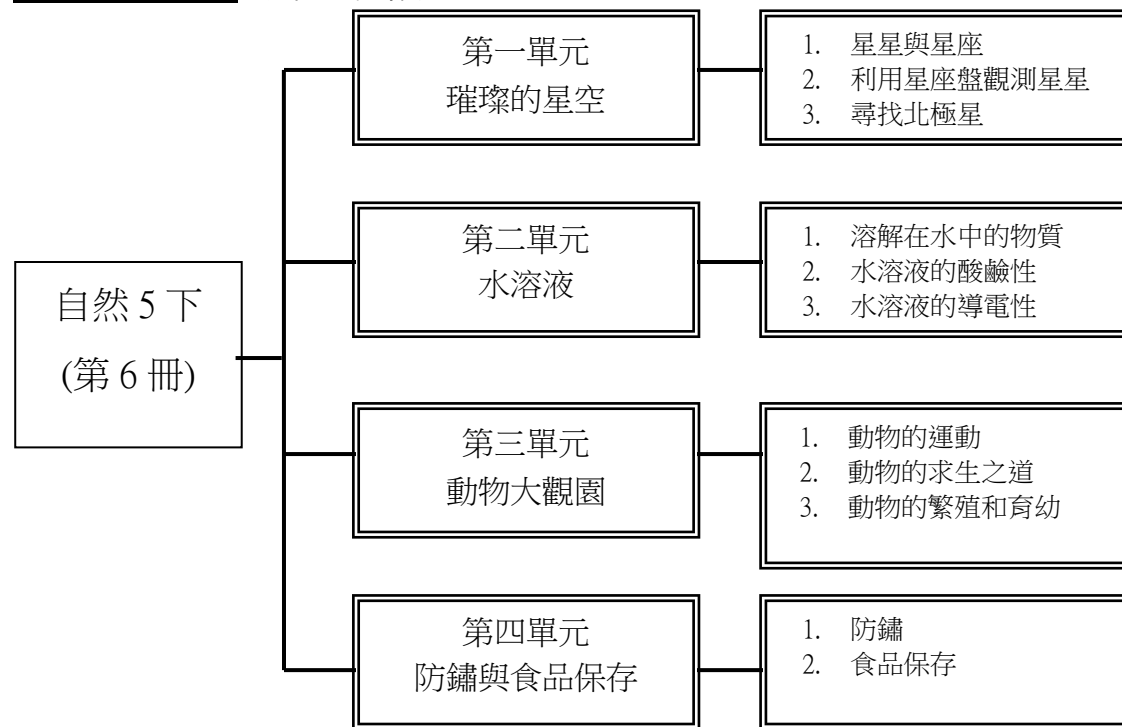 自然 5 下
(第 6 冊)
第一單元
璀璨的星空
1. 星星與星座
2. 利用星座盤觀測星星
3. 尋找北極星
第二單元
水溶液
1. 溶解在水中的物質
2. 水溶液的酸鹼性
3. 水溶液的導電性
第三單元
動物大觀園
1. 動物的運動
2. 動物的求生之道
3. 動物的繁殖和育幼
第四單元
防鏽與食品保存
1. 防鏽
2. 食品保存